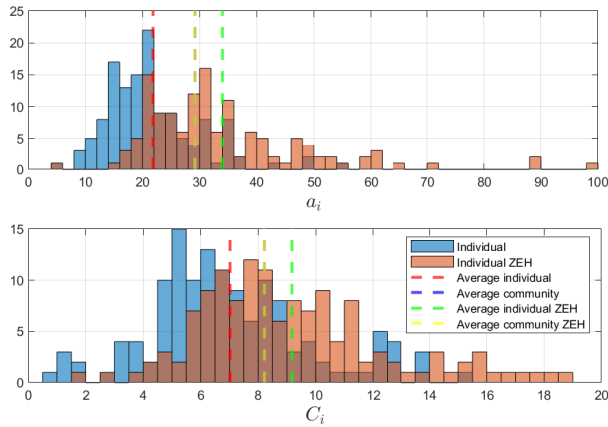 25
20
15
10
5
0
0 10 20 30 40 50 60 70 80 90 100
a_i
15
10
5
0
Individual
Individual ZEH
Average individual
Average community
Average individual ZEH
Average community ZEH
0 2 4 6 8 10 12 14 16 18 20
C_i